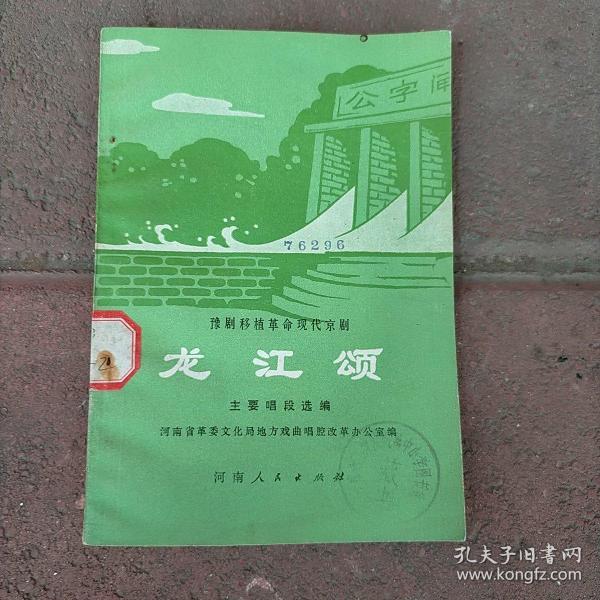 公字闸
76296
豫剧移植革命现代京剧
龙江颂
主要唱段选编
河南省革委文化局地方戏曲唱腔改革办公室编
河南人民出版社
孔夫子旧书网
www.kongfz.com